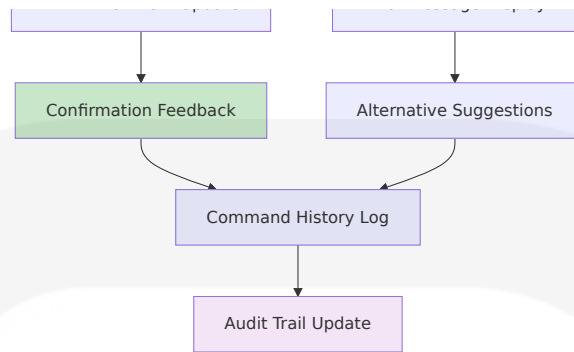 Confirmation Feedback
Alternative Suggestions
Command History Log
Audit Trail Update